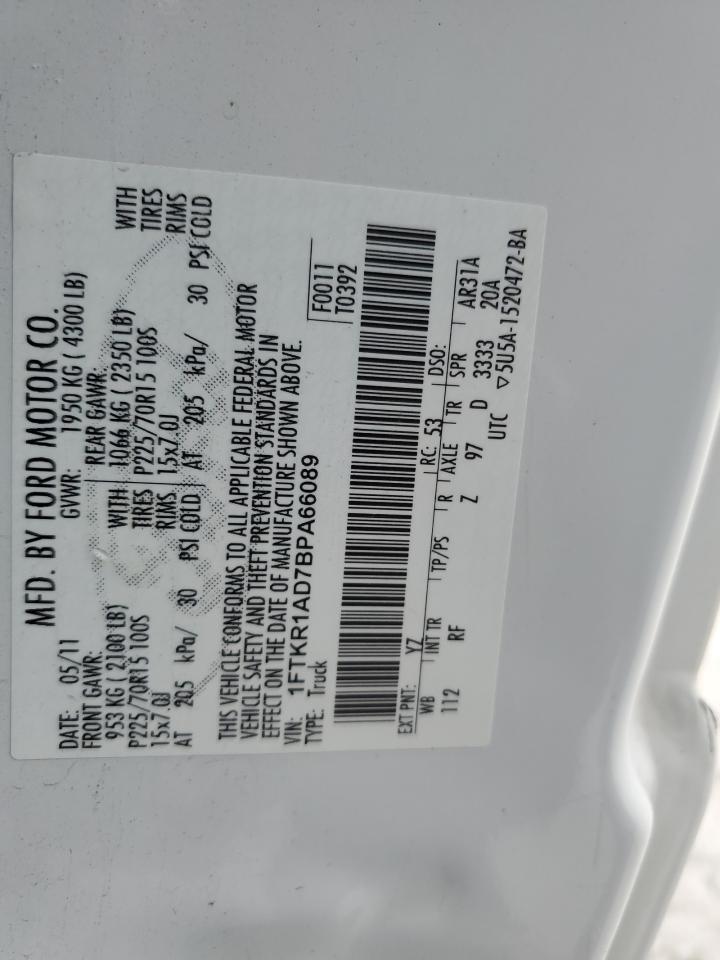 MFD. BY FORD MOTOR CO.
DATE: 05/11 GVWR: 1950 KG ( 4300 LB)
FRONT GAWR: REAR GAWR:
953 KG ( 2100 LB) WITH 1066 KG ( 2350 LB) WITH
P225/70R15 100S TIRES P225/70R15 100S TIRES
15x7.0J RIMS 15x7.0J RIMS
AT 205 kPa/ 30 PSI COLD AT 205 kPa/ 30 PSI COLD
THIS VEHICLE CONFORMS TO ALL APPLICABLE FEDERAL MOTOR
VEHICLE SAFETY AND THEFT PREVENTION STANDARDS IN
EFFECT ON THE DATE OF MANUFACTURE SHOWN ABOVE.
VIN: 1FTKR1AD7BPA66089 F0011
TYPE: Truck T0392
EXT PNT: YZ RC: 53 DSO:
WB INT TR TP/PS R AXLE TR SPR AR31A
112 RF Z 97 D 3333 20A
UTC ▽5U5A-1520472-BA